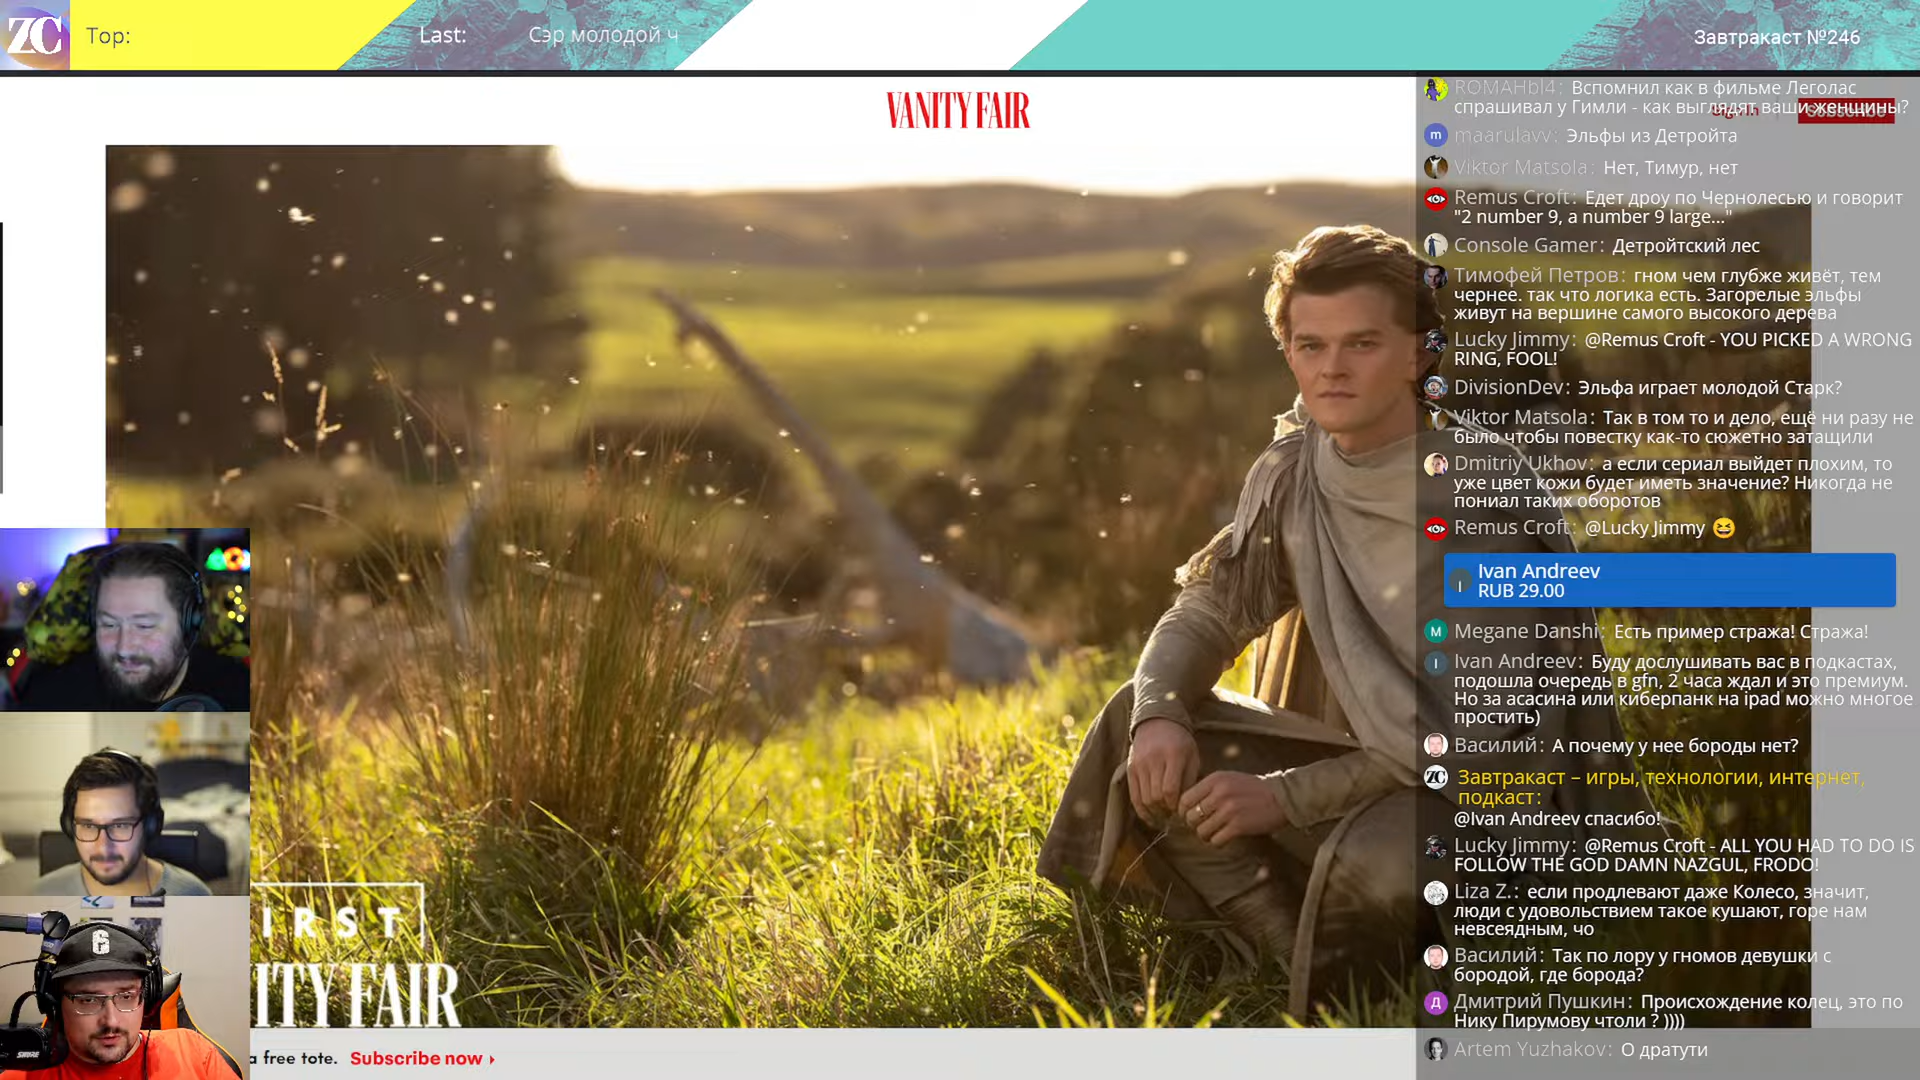 ZC
Top:
Last:
Сэр молодой ч
Завтракаст №246
VANITY FAIR
Sign In
Subscribe
ROMAHbl4: Вспомнил как в фильме Леголас
спрашивал у Гимли - как выглядят ваши женщины?
maarulavv: Эльфы из Детройта
Viktor Matsola: Нет, Тимур, нет
Remus Croft: Едет дроу по Чернолесью и говорит
"2 number 9, a number 9 large..."
Console Gamer: Детройтский лес
Тимофей Петров: гном чем глубже живёт, тем
чернее. так что логика есть. Загорелые эльфы
живут на вершине самого высокого дерева
Lucky Jimmy: @Remus Croft - YOU PICKED A WRONG
RING, FOOL!
DivisionDev: Эльфа играет молодой Старк?
Viktor Matsola: Так в том то и дело, ещё ни разу не
было чтобы повестку как-то сюжетно затащили
Dmitriy Ukhov: а если сериал выйдет плохим, то
уже цвет кожи будет иметь значение? Никогда не
пониал таких оборотов
Remus Croft: @Lucky Jimmy 😆
I
Ivan Andreev
RUB 29.00
Megane Danshi: Есть пример стража! Стража!
Ivan Andreev: Буду дослушивать вас в подкастах,
подошла очередь в gfn, 2 часа ждал и это премиум.
Но за асасина или киберпанк на ipad можно многое
простить)
Василий: А почему у нее бороды нет?
Завтракаст – игры, технологии, интернет,
подкаст:
@Ivan Andreev спасибо!
Lucky Jimmy: @Remus Croft - ALL YOU HAD TO DO IS
FOLLOW THE GOD DAMN NAZGUL, FRODO!
Liza Z.: если продлевают даже Колесо, значит,
люди с удовольствием такое кушают, горе нам
невсеядным, чо
Василий: Так по лору у гномов девушки с
бородой, где борода?
Дмитрий Пушкин: Происхождение колец, это по
Нику Пирумову чтоли ? ))))
Artem Yuzhakov: О дратути
IRST
ITY FAIR
a free tote. Subscribe now
SHURE